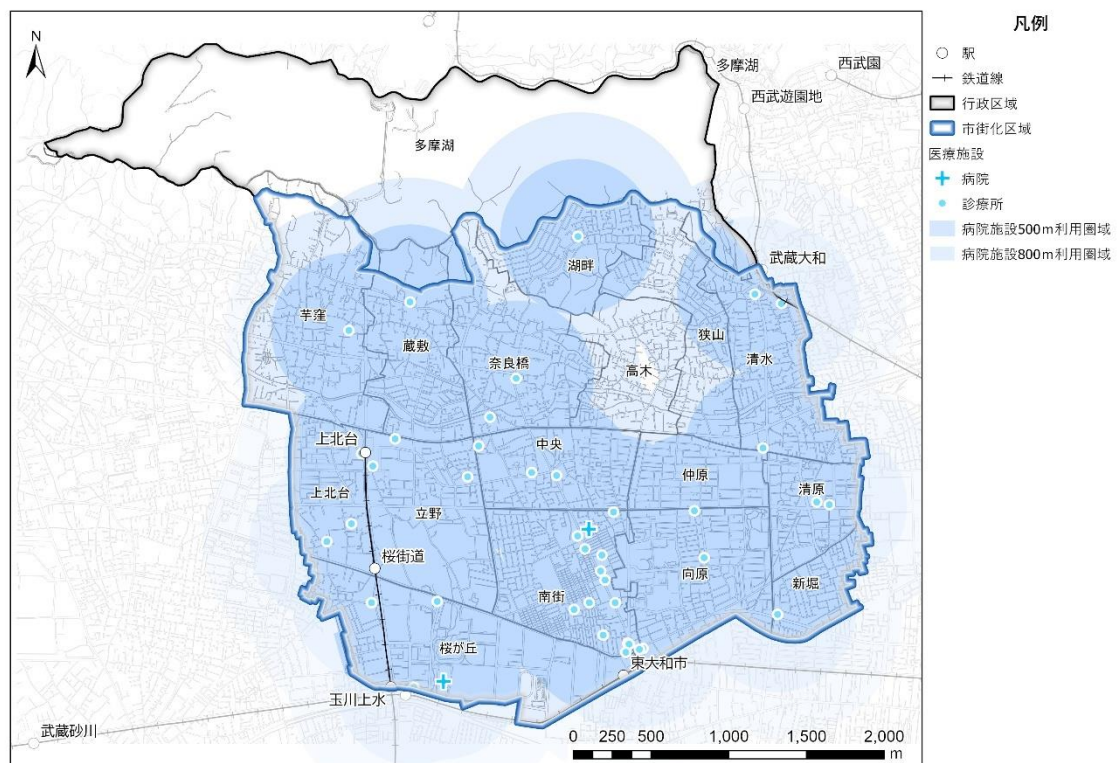 N
多摩湖
西武園
西武遊園地
多摩湖
武蔵大和
湖畔
芋窪
蔵敷
奈良橋
狭山
清水
高木
上北台
中央
仲原
清原
上北台
立野
桜街道
南街
向原
新堀
桜が丘
東大和市
玉川上水
武蔵砂川
0 250 500 1,000 1,500 2,000
m
凡例
駅
鉄道線
行政区域
市街化区域
医療施設
病院
診療所
病院施設500m利用圏域
病院施設800m利用圏域